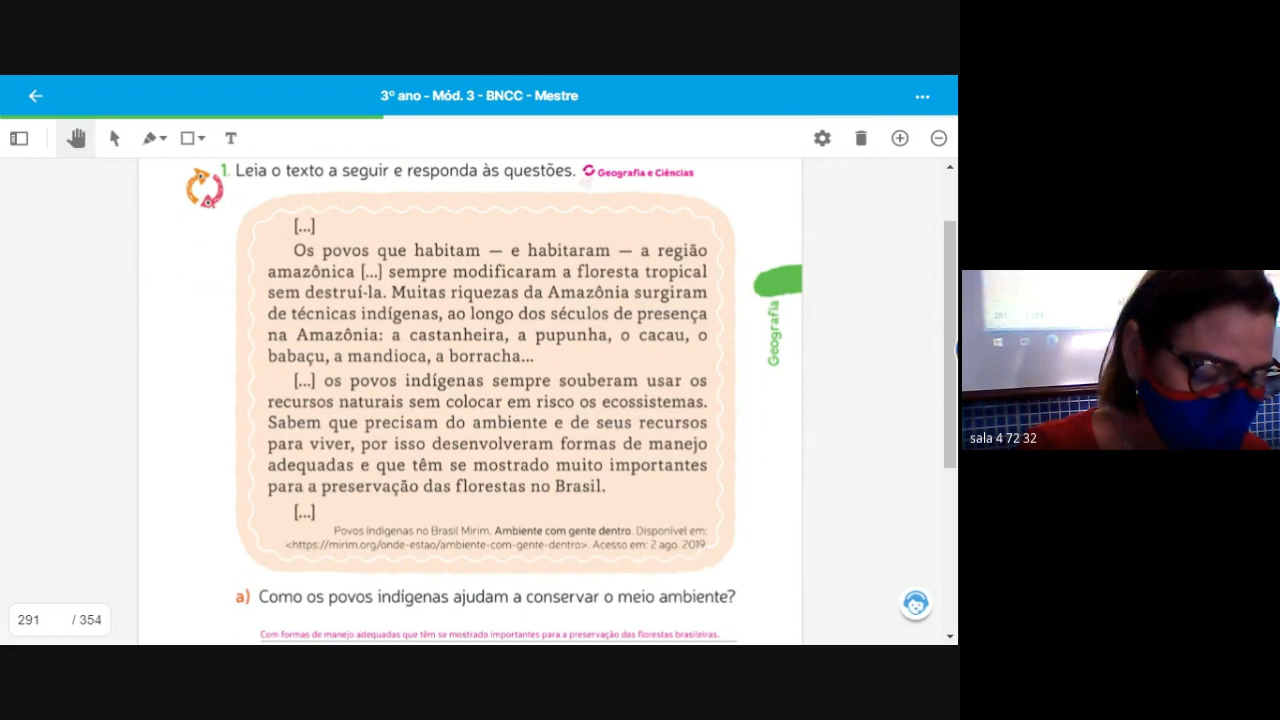 3º ano - Mód. 3 - BNCC - Mestre
T
1. Leia o texto a seguir e responda às questões. Geografia e Ciências
[...]
Os povos que habitam — e habitaram — a região
amazônica [...] sempre modificaram a floresta tropical
sem destruí-la. Muitas riquezas da Amazônia surgiram
de técnicas indígenas, ao longo dos séculos de presença
na Amazônia: a castanheira, a pupunha, o cacau, o
babaçu, a mandioca, a borracha...
[...] os povos indígenas sempre souberam usar os
recursos naturais sem colocar em risco os ecossistemas.
Sabem que precisam do ambiente e de seus recursos
para viver, por isso desenvolveram formas de manejo
adequadas e que têm se mostrado muito importantes
para a preservação das florestas no Brasil.
[...]
Povos Indígenas no Brasil Mirim. Ambiente com gente dentro. Disponível em:
<https://mirim.org/onde-estao/ambiente-com-gente-dentro>. Acesso em: 2 ago. 2019.
Geografia
a) Como os povos indígenas ajudam a conservar o meio ambiente?
Com formas de manejo adequadas que têm se mostrado importantes para a preservação das florestas brasileiras.
291 / 354
291 / 354
sala 4 72 32